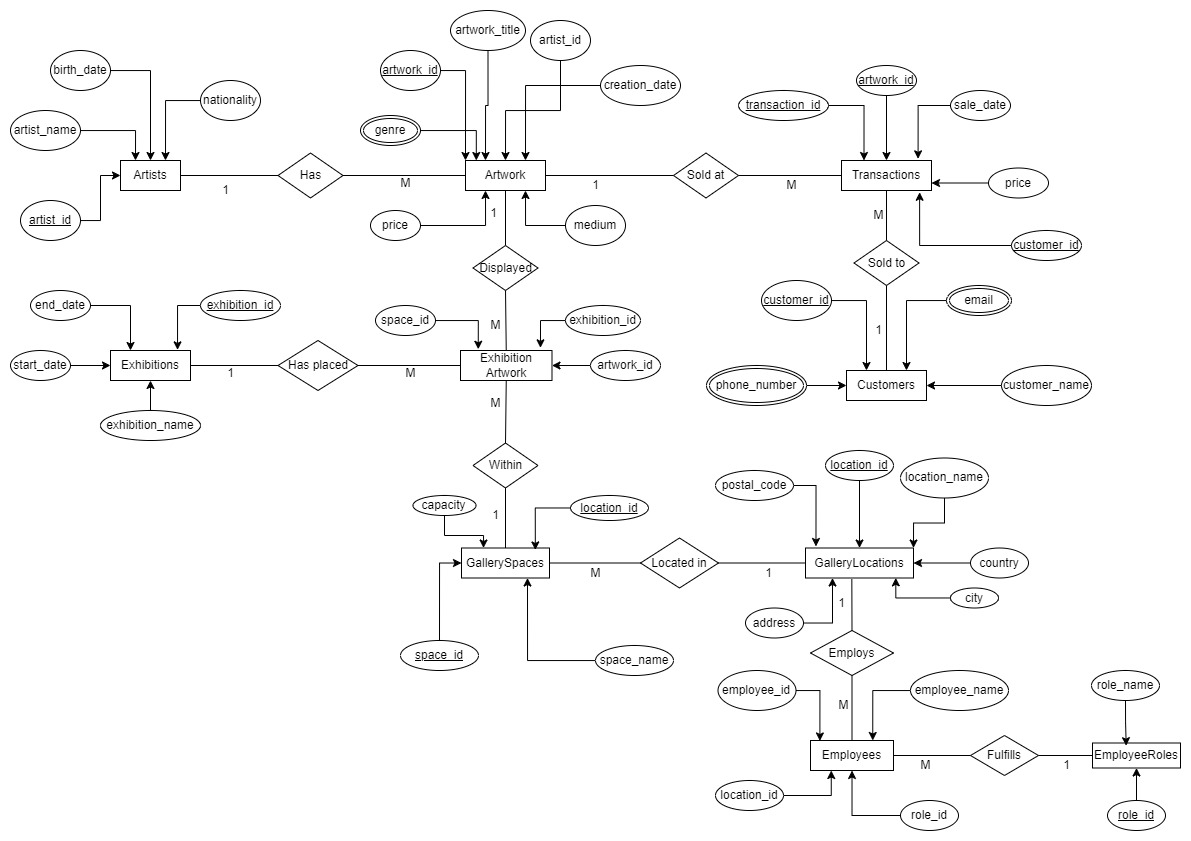 artwork_title
artist_id
birth_date
artwork_id
creation_date
artwork_id
nationality
transaction_id
sale_date
artist_name
genre
Artists
Has
Artwork
Sold at
Transactions
1
M
1
M
price
artist_id
price
1
medium
M
customer_id
Displayed
Sold to
end_date
exhibition_id
space_id
exhibition_id
customer_id
email
M
1
start_date
Exhibitions
Has placed
Exhibition
Artwork
artwork_id
1
M
phone_number
Customers
customer_name
M
exhibition_name
Within
location_id
location_name
postal_code
capacity
location_id
1
GallerySpaces
Located in
GalleryLocations
country
M
1
city
address
1
space_id
space_name
Employs
employee_id
employee_name
role_name
M
Employees
Fulfills
EmployeeRoles
M
1
location_id
role_id
role_id